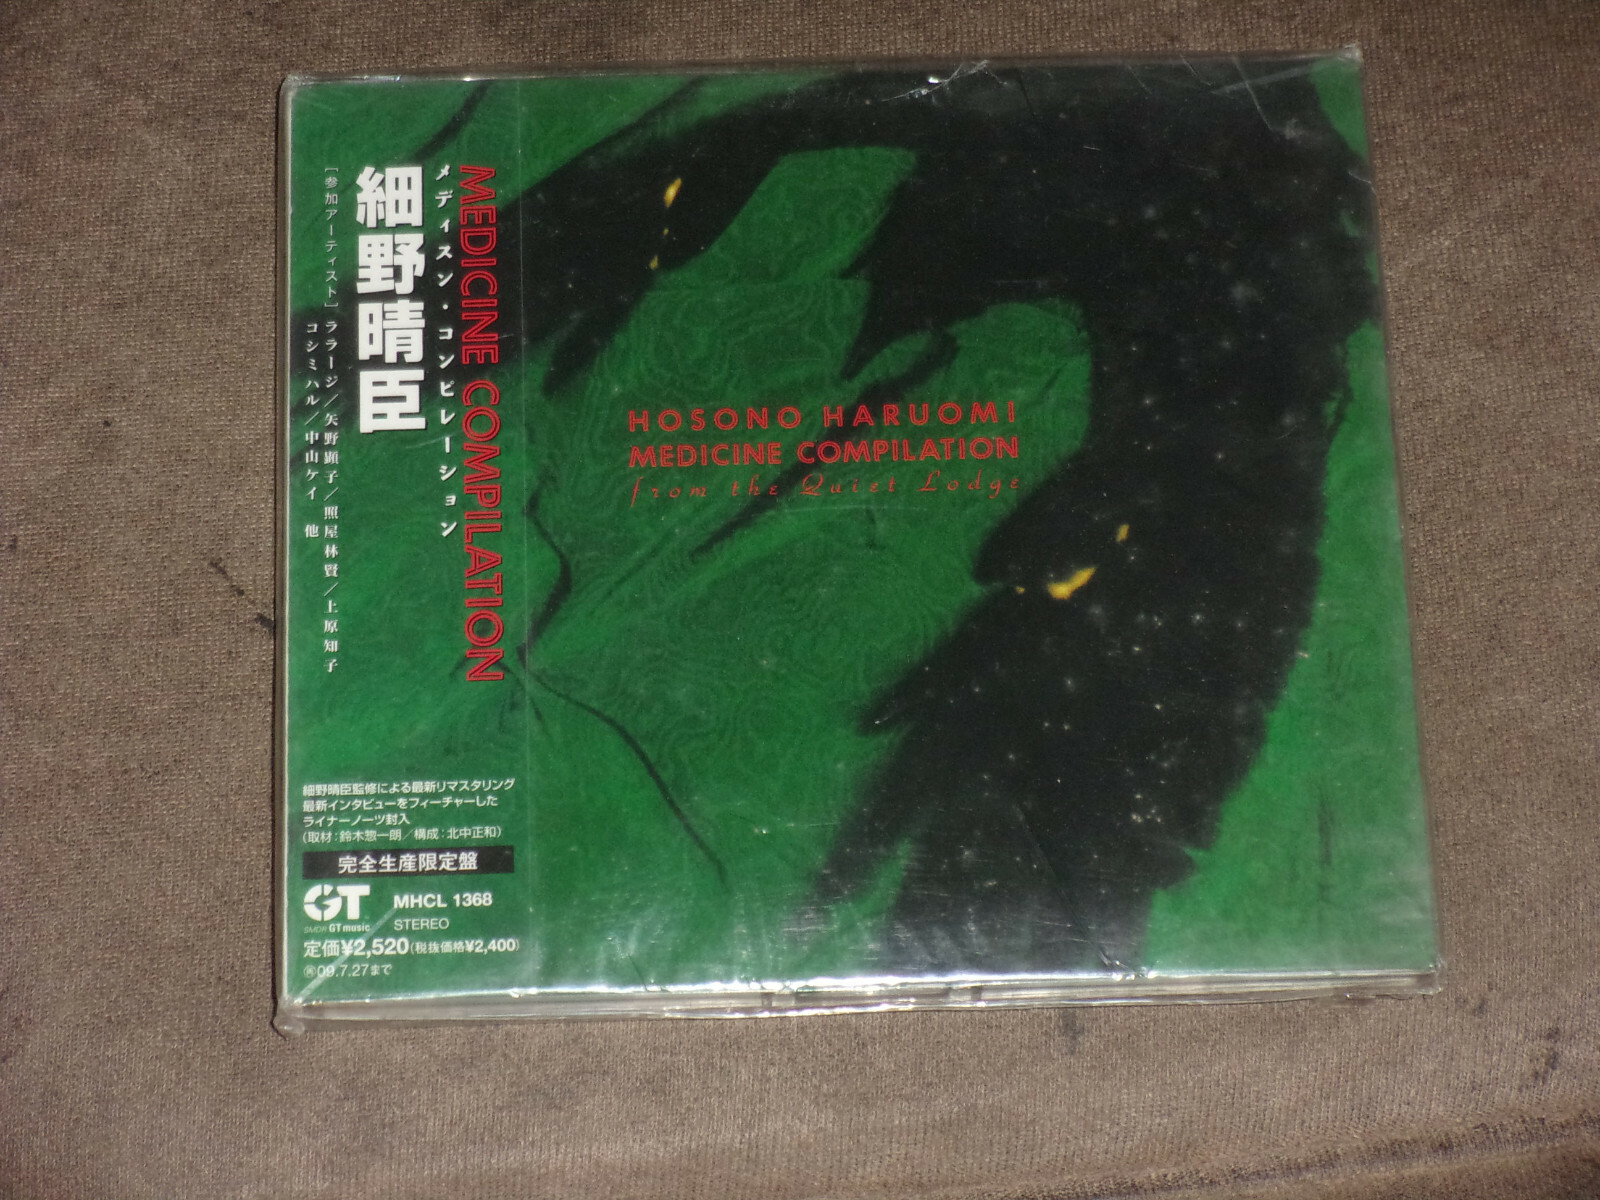 MEDICINE COMPILATION
メディスン・コンピレーション
細野晴臣
［参加アーティスト］ララージ／矢野顕子／照屋林賢／上原知子
コシミハル／中山ケイ 他
HOSONO HARUOMI
MEDICINE COMPILATION
from the Quiet Lodge
細野晴臣監修による最新リマスタリング
最新インタビューをフィーチャーした
ライナーノーツ封入
（取材：鈴木惣一朗／構成：北中正和）
完全生産限定盤
GT MHCL 1368
SMDR GT music STEREO
定価¥2,520（税抜価格¥2,400）
㋐09.7.27まで